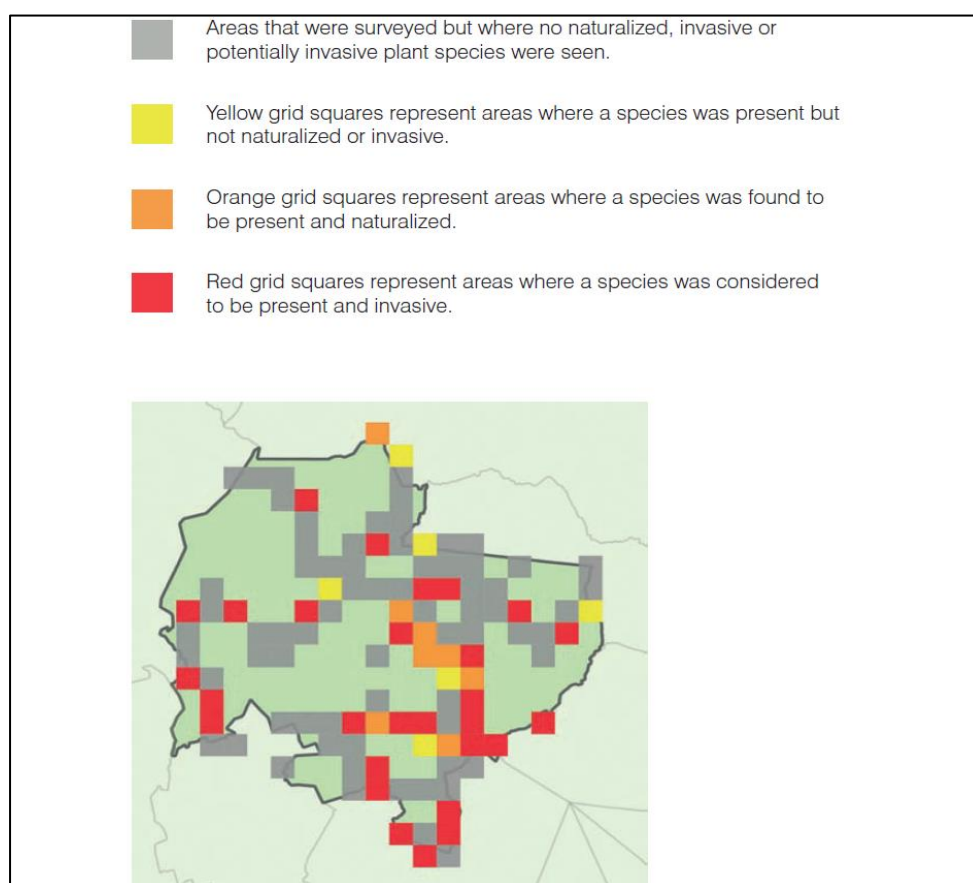 Areas that were surveyed but where no naturalized, invasive or
potentially invasive plant species were seen.
Yellow grid squares represent areas where a species was present but
not naturalized or invasive.
Orange grid squares represent areas where a species was found to
be present and naturalized.
Red grid squares represent areas where a species was considered
to be present and invasive.